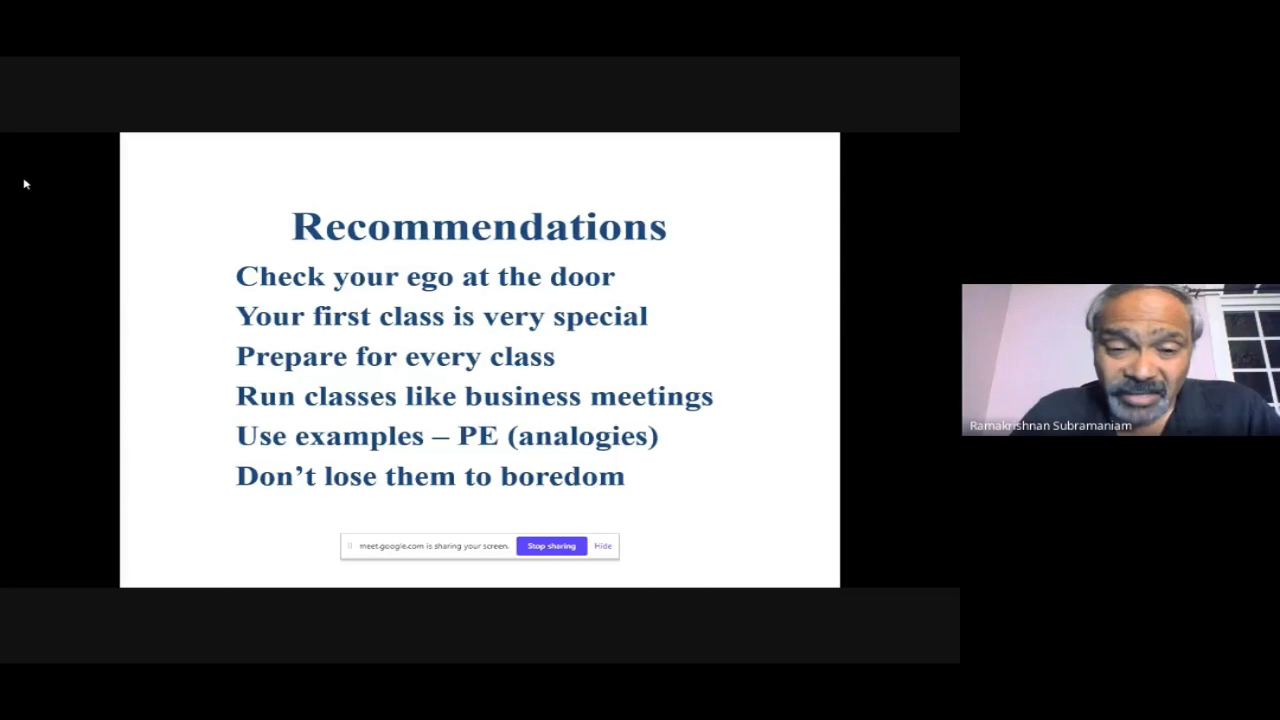 Recommendations
Check your ego at the door
Your first class is very special
Prepare for every class
Run classes like business meetings
Use examples – PE (analogies)
Don’t lose them to boredom
meet.google.com is sharing your screen. Stop sharing Hide
Ramakrishnan Subramaniam